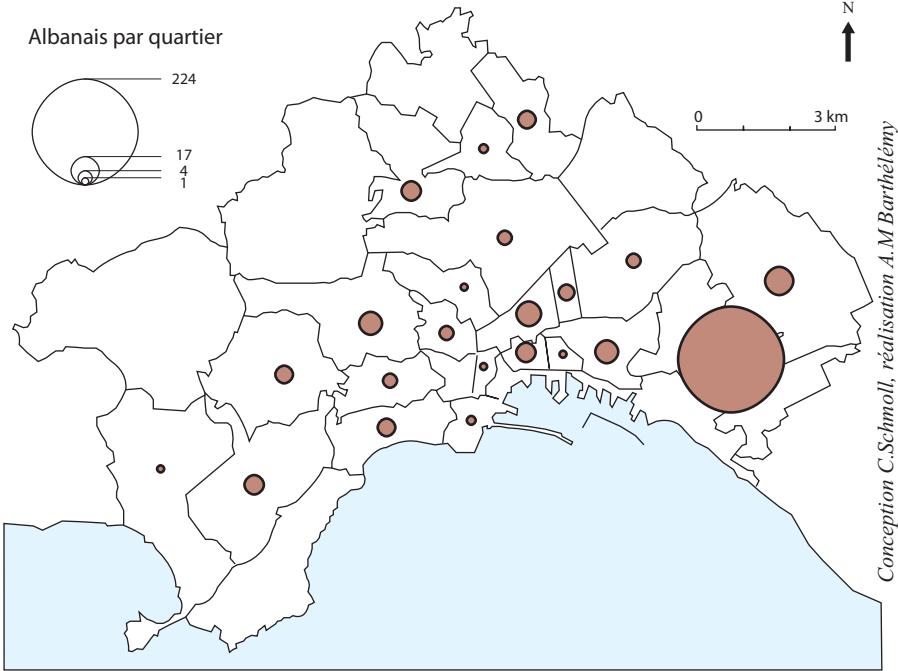 N
Albanais par quartier
224
17
4
1
0 3 km
Conception C.Schmoll, réalisation A.M Barthélémy